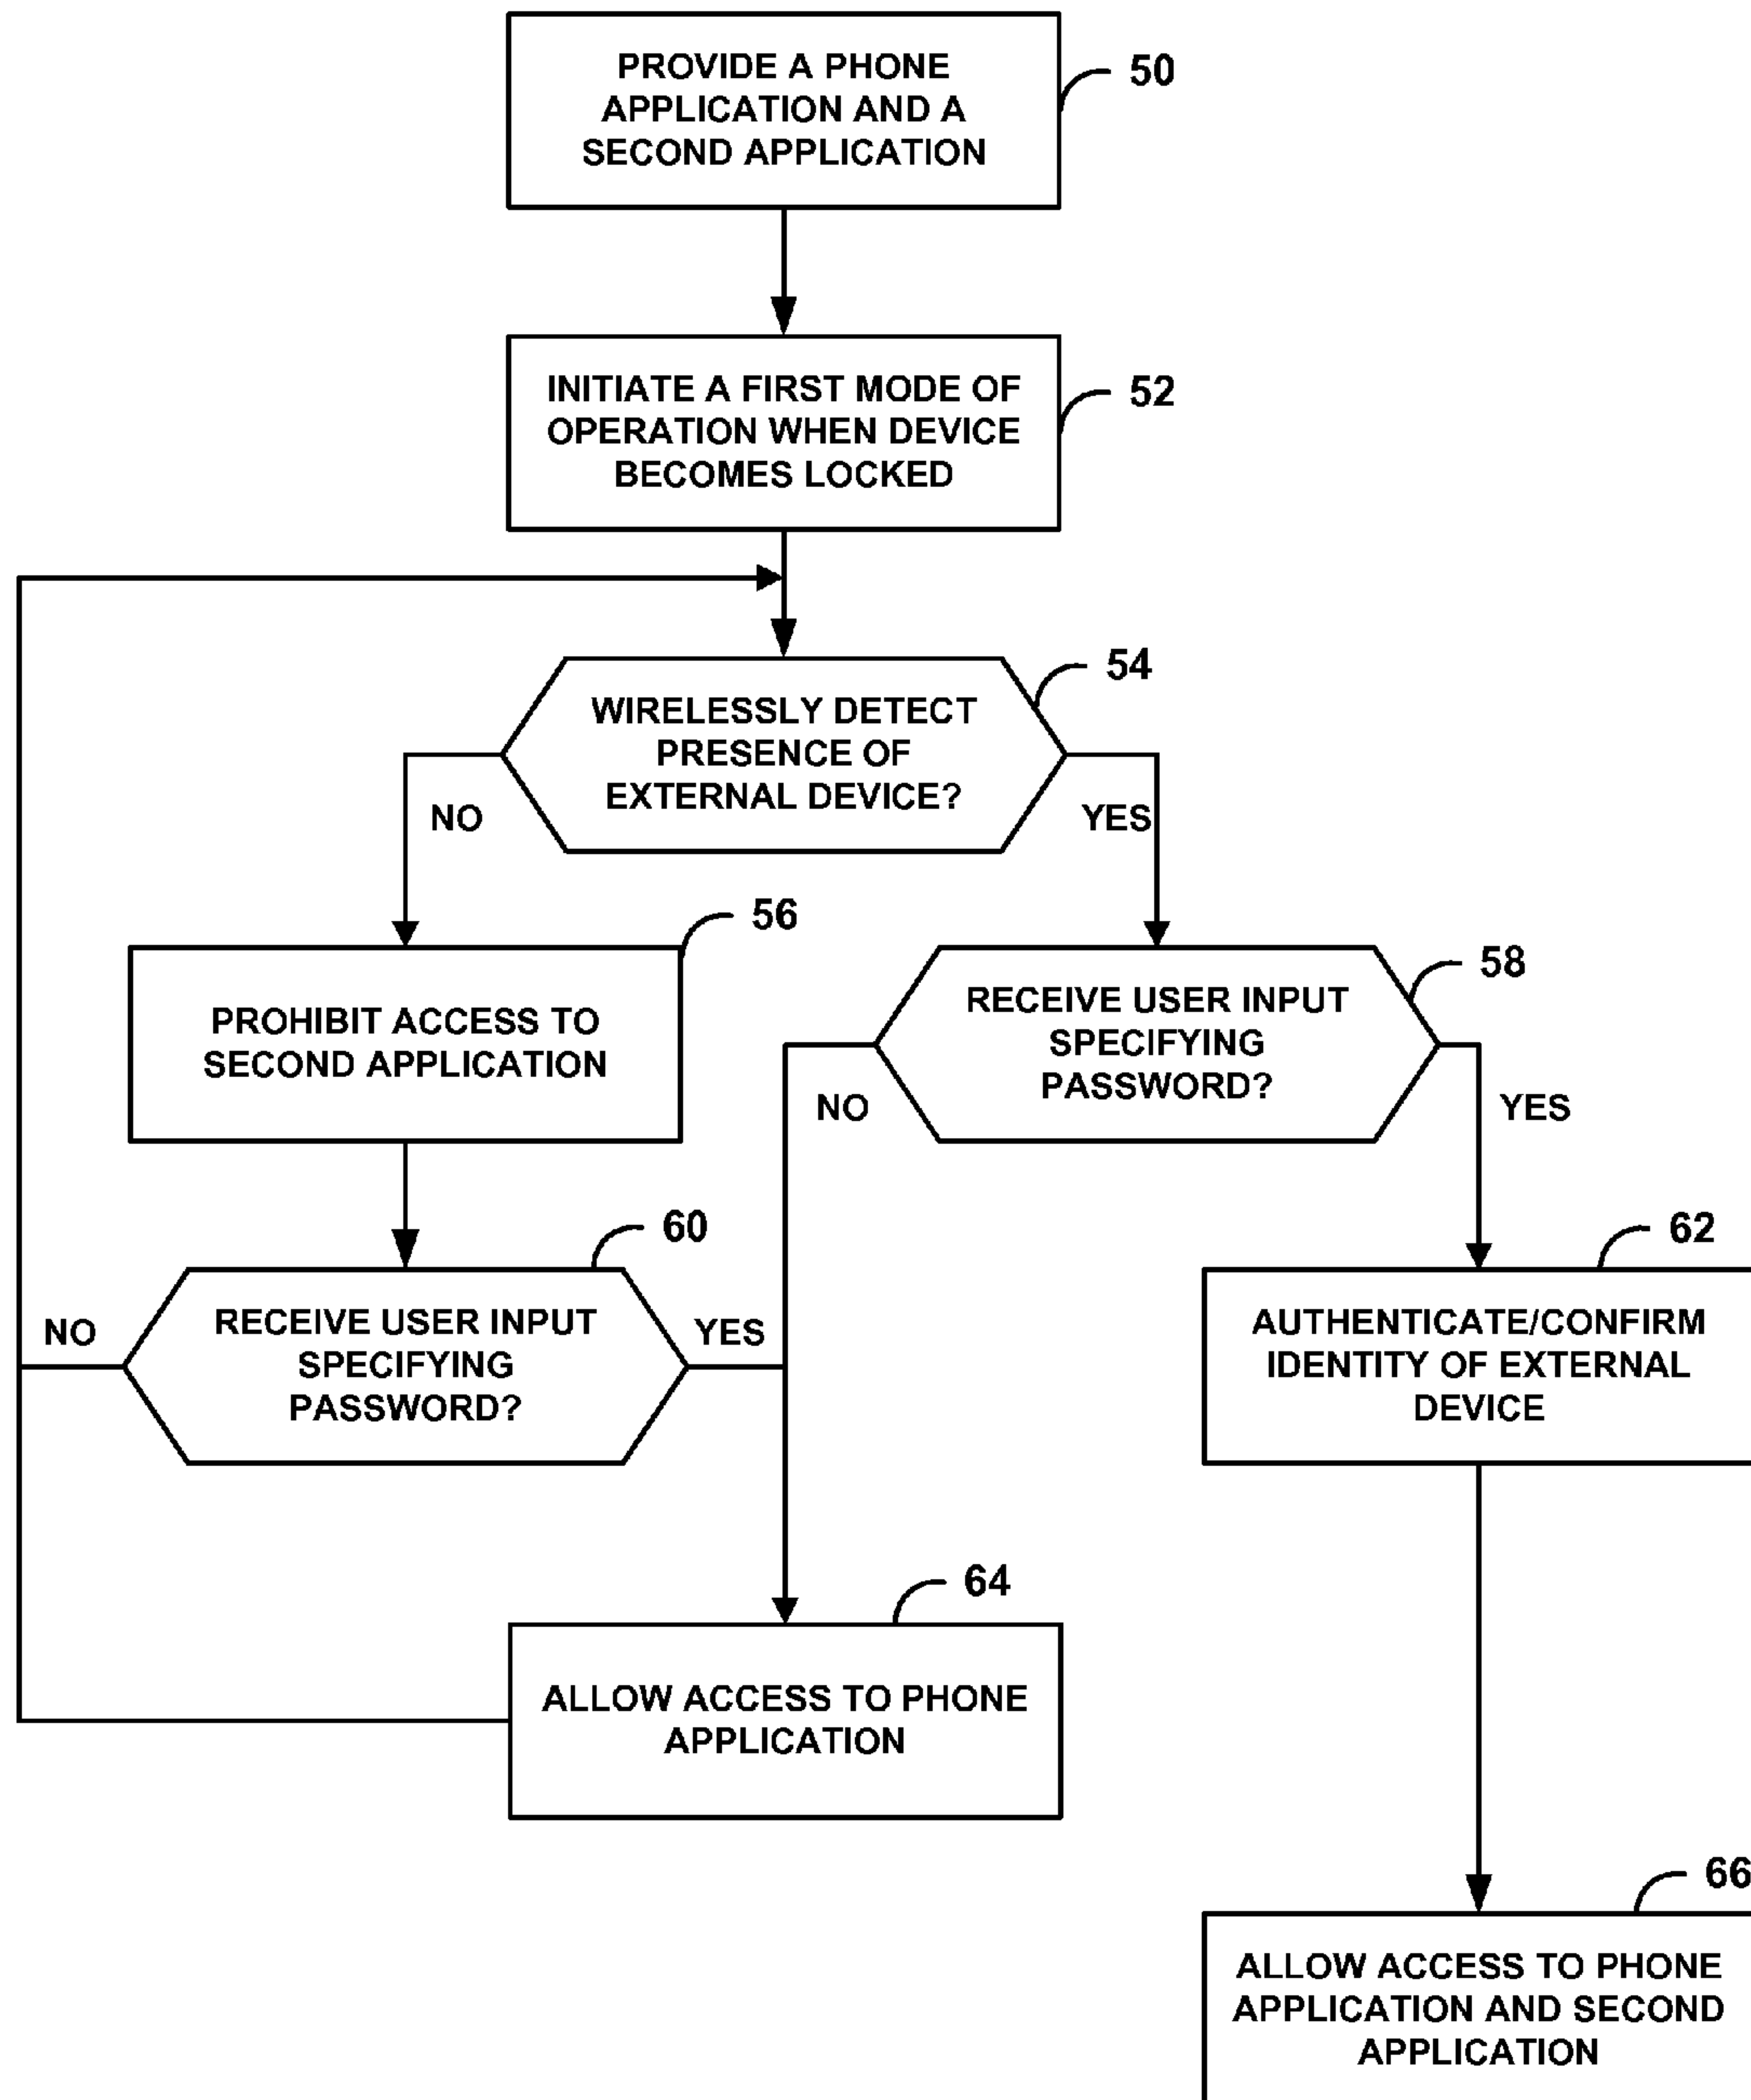 PROVIDE A PHONE
APPLICATION AND A
SECOND APPLICATION
50
INITIATE A FIRST MODE OF
OPERATION WHEN DEVICE
BECOMES LOCKED
52
54
WIRELESSLY DETECT
PRESENCE OF
EXTERNAL DEVICE?
NO
YES
56
PROHIBIT ACCESS TO
SECOND APPLICATION
58
RECEIVE USER INPUT
SPECIFYING
PASSWORD?
NO
YES
60
RECEIVE USER INPUT
SPECIFYING
PASSWORD?
NO
YES
62
AUTHENTICATE/CONFIRM
IDENTITY OF EXTERNAL
DEVICE
64
ALLOW ACCESS TO PHONE
APPLICATION
66
ALLOW ACCESS TO PHONE
APPLICATION AND SECOND
APPLICATION